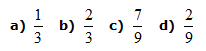 a) 1/3 b) 2/3 c) 7/9 d) 2/9